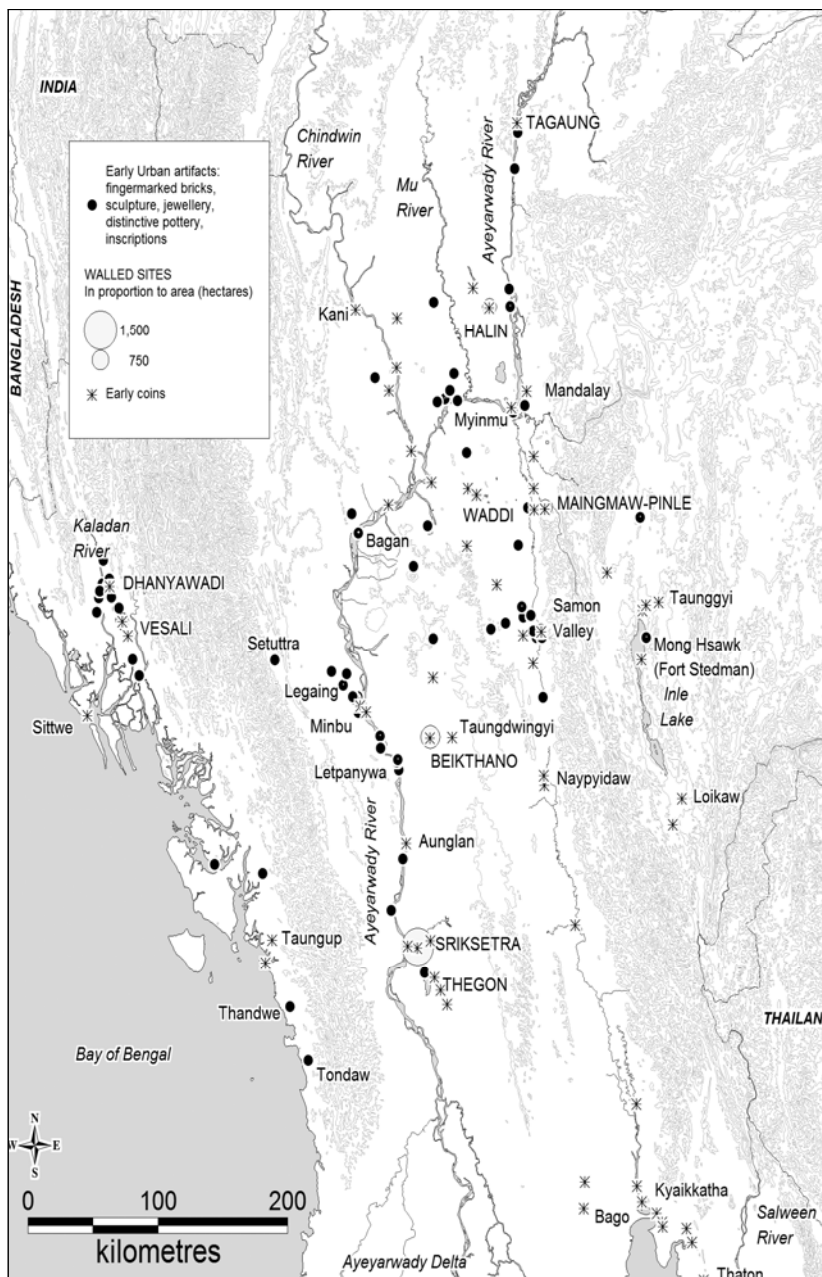 INDIA
Chindwin
River
Mu
River
Ayeyarwady River
TAGAUNG
Early Urban artifacts:
fingermarked bricks,
sculpture, jewellery,
distinctive pottery,
inscriptions
WALLED SITES
In proportion to area (hectares)
1,500
750
Early coins
BANGLADESH
Kani
HALIN
Mandalay
Myinmu
WADDI
MAINGMAW-PINLE
Bagan
Kaladan
River
DHANYAWADI
VESALI
Sittwe
Setuttra
Legaing
Minbu
Letpanywa
Samon
Valley
Taunggyi
Mong Hsawk
(Fort Stedman)
Inle
Lake
Taungdwingyi
BEIKTHANO
Naypyidaw
Loikaw
Ayeyarwady River
Aunglan
SRIKSETRA
THEGON
Taungup
Thandwe
Tondaw
Bay of Bengal
THAILAN
N
W
E
S
0
100
200
kilometres
Ayeyarwady Delta
Bago
Kyaikkatha
Salween
River
Thaton